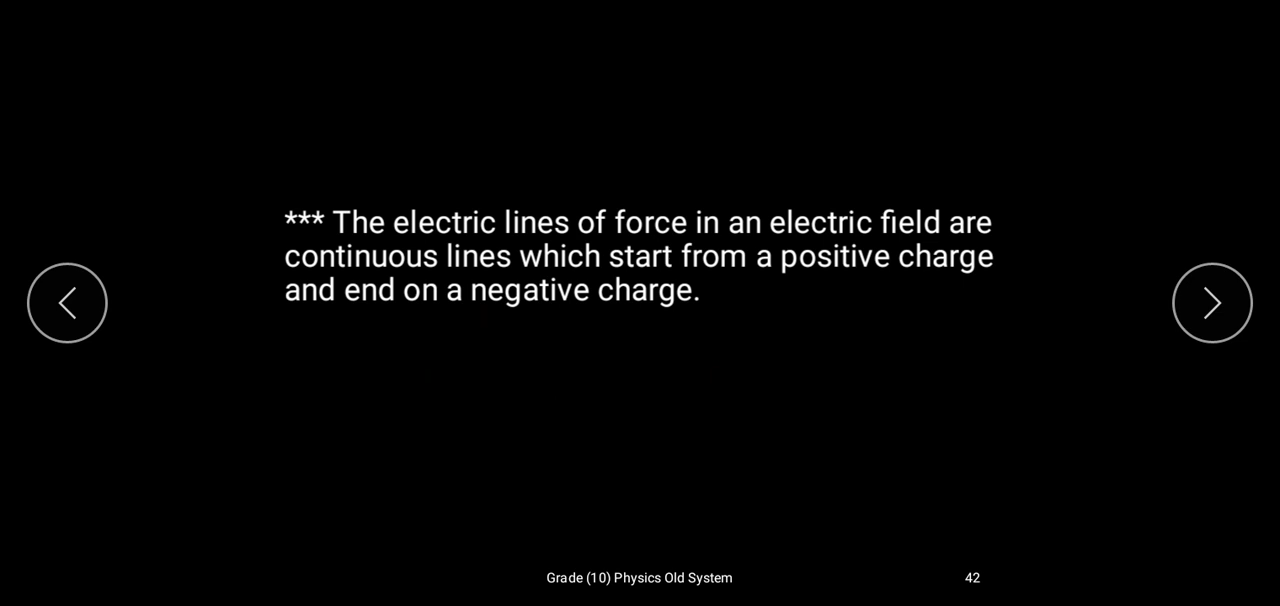 *** The electric lines of force in an electric field are
continuous lines which start from a positive charge
and end on a negative charge.
Grade (10) Physics Old System
42